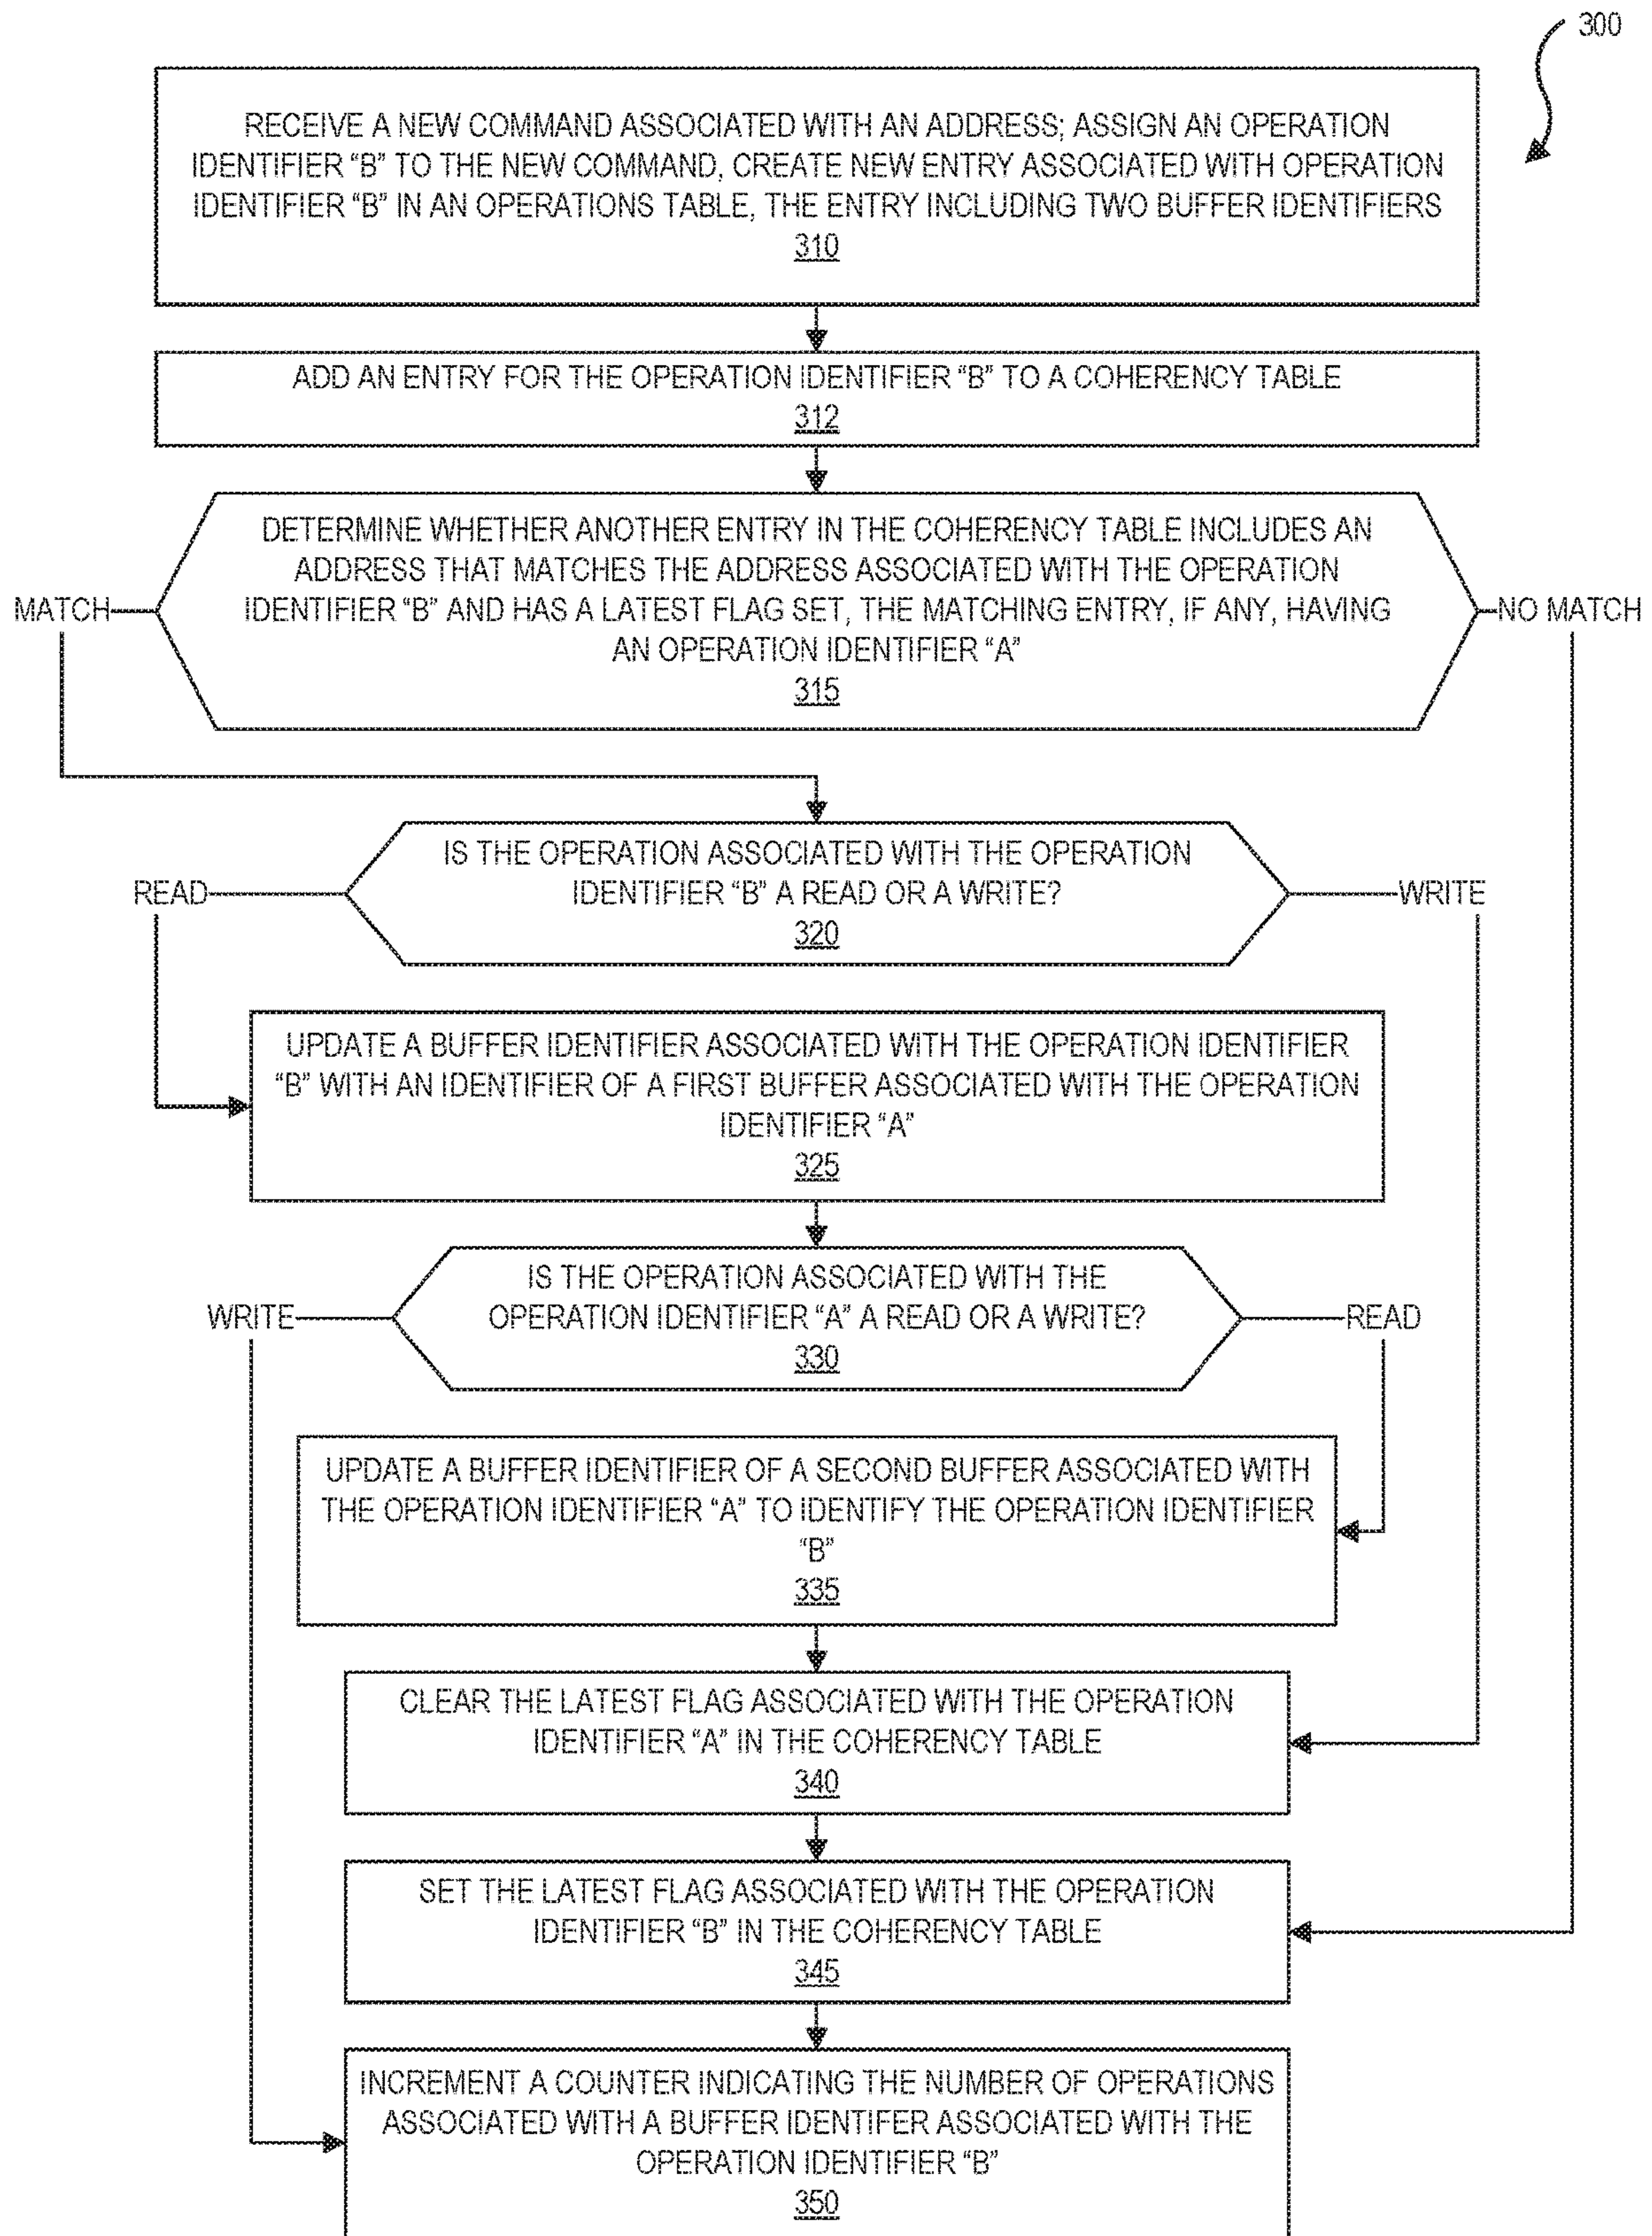 300
RECEIVE A NEW COMMAND ASSOCIATED WITH AN ADDRESS; ASSIGN AN OPERATION
IDENTIFIER “B” TO THE NEW COMMAND, CREATE NEW ENTRY ASSOCIATED WITH OPERATION
IDENTIFIER “B” IN AN OPERATIONS TABLE, THE ENTRY INCLUDING TWO BUFFER IDENTIFIERS
310
ADD AN ENTRY FOR THE OPERATION IDENTIFIER “B” TO A COHERENCY TABLE
312
DETERMINE WHETHER ANOTHER ENTRY IN THE COHERENCY TABLE INCLUDES AN
ADDRESS THAT MATCHES THE ADDRESS ASSOCIATED WITH THE OPERATION
IDENTIFIER “B” AND HAS A LATEST FLAG SET, THE MATCHING ENTRY, IF ANY, HAVING
AN OPERATION IDENTIFIER “A”
315
MATCH
NO MATCH
IS THE OPERATION ASSOCIATED WITH THE OPERATION
IDENTIFIER “B” A READ OR A WRITE?
320
READ
WRITE
UPDATE A BUFFER IDENTIFIER ASSOCIATED WITH THE OPERATION IDENTIFIER
“B” WITH AN IDENTIFIER OF A FIRST BUFFER ASSOCIATED WITH THE OPERATION
IDENTIFIER “A”
325
IS THE OPERATION ASSOCIATED WITH THE
OPERATION IDENTIFIER “A” A READ OR A WRITE?
330
WRITE
READ
UPDATE A BUFFER IDENTIFIER OF A SECOND BUFFER ASSOCIATED WITH
THE OPERATION IDENTIFIER “A” TO IDENTIFY THE OPERATION IDENTIFIER
“B”
335
CLEAR THE LATEST FLAG ASSOCIATED WITH THE OPERATION
IDENTIFIER “A” IN THE COHERENCY TABLE
340
SET THE LATEST FLAG ASSOCIATED WITH THE OPERATION
IDENTIFIER “B” IN THE COHERENCY TABLE
345
INCREMENT A COUNTER INDICATING THE NUMBER OF OPERATIONS
ASSOCIATED WITH A BUFFER IDENTIFER ASSOCIATED WITH THE
OPERATION IDENTIFIER “B”
350